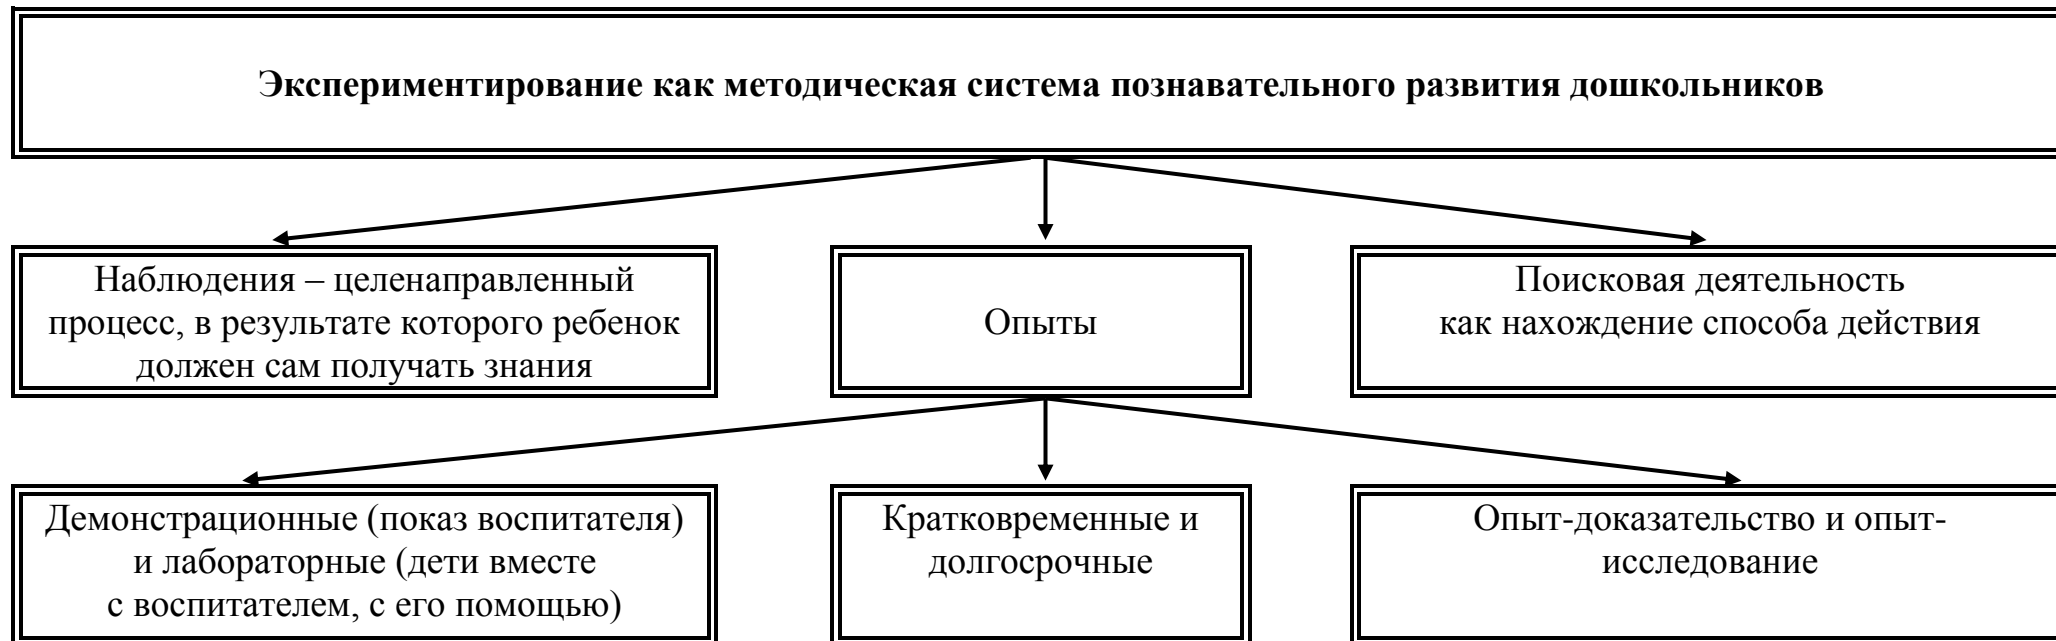 Экспериментирование как методическая система познавательного развития дошкольников
Наблюдения – целенаправленный
процесс, в результате которого ребенок
должен сам получать знания
Опыты
Поисковая деятельность
как нахождение способа действия
Демонстрационные (показ воспитателя)
и лабораторные (дети вместе
с воспитателем, с его помощью)
Кратковременные и
долгосрочные
Опыт-доказательство и опыт-
исследование